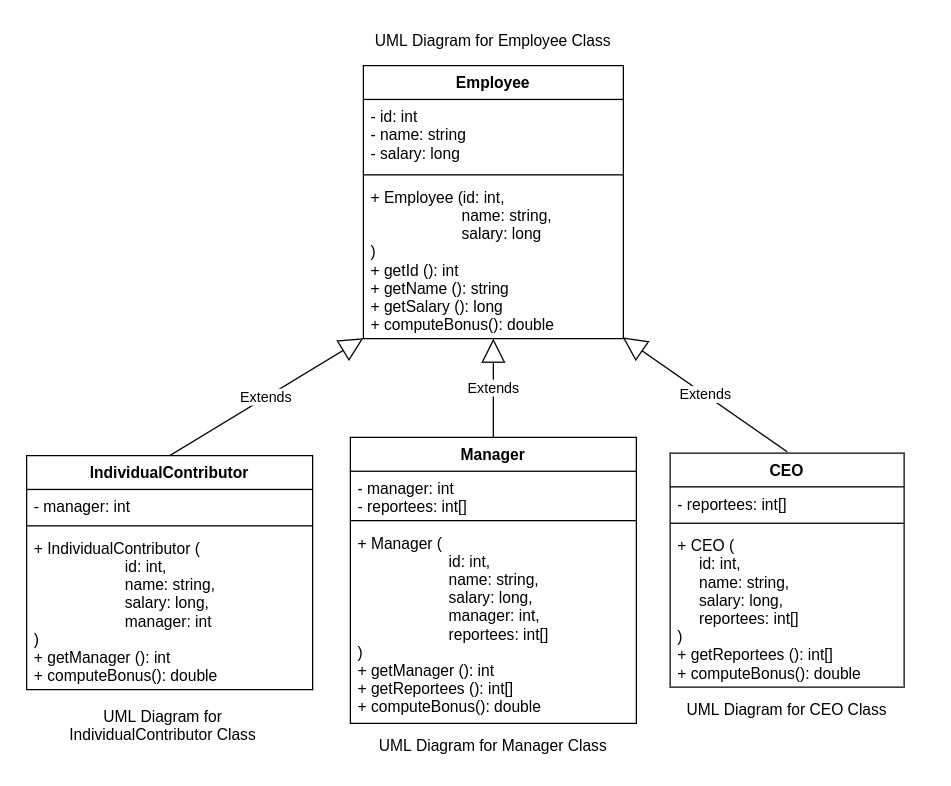 UML Diagram for Employee Class
Employee
- id: int
- name: string
- salary: long
+ Employee (id: int,
name: string,
salary: long
)
+ getId (): int
+ getName (): string
+ getSalary (): long
+ computeBonus(): double
Extends
Extends
Extends
IndividualContributor
- manager: int
+ IndividualContributor (
id: int,
name: string,
salary: long,
manager: int
)
+ getManager (): int
+ computeBonus(): double
UML Diagram for
IndividualContributor Class
Manager
- manager: int
- reportees: int[]
+ Manager (
id: int,
name: string,
salary: long,
manager: int,
reportees: int[]
)
+ getManager (): int
+ getReportees (): int[]
+ computeBonus(): double
UML Diagram for Manager Class
CEO
- reportees: int[]
+ CEO (
id: int,
name: string,
salary: long,
reportees: int[]
)
+ getReportees (): int[]
+ computeBonus(): double
UML Diagram for CEO Class